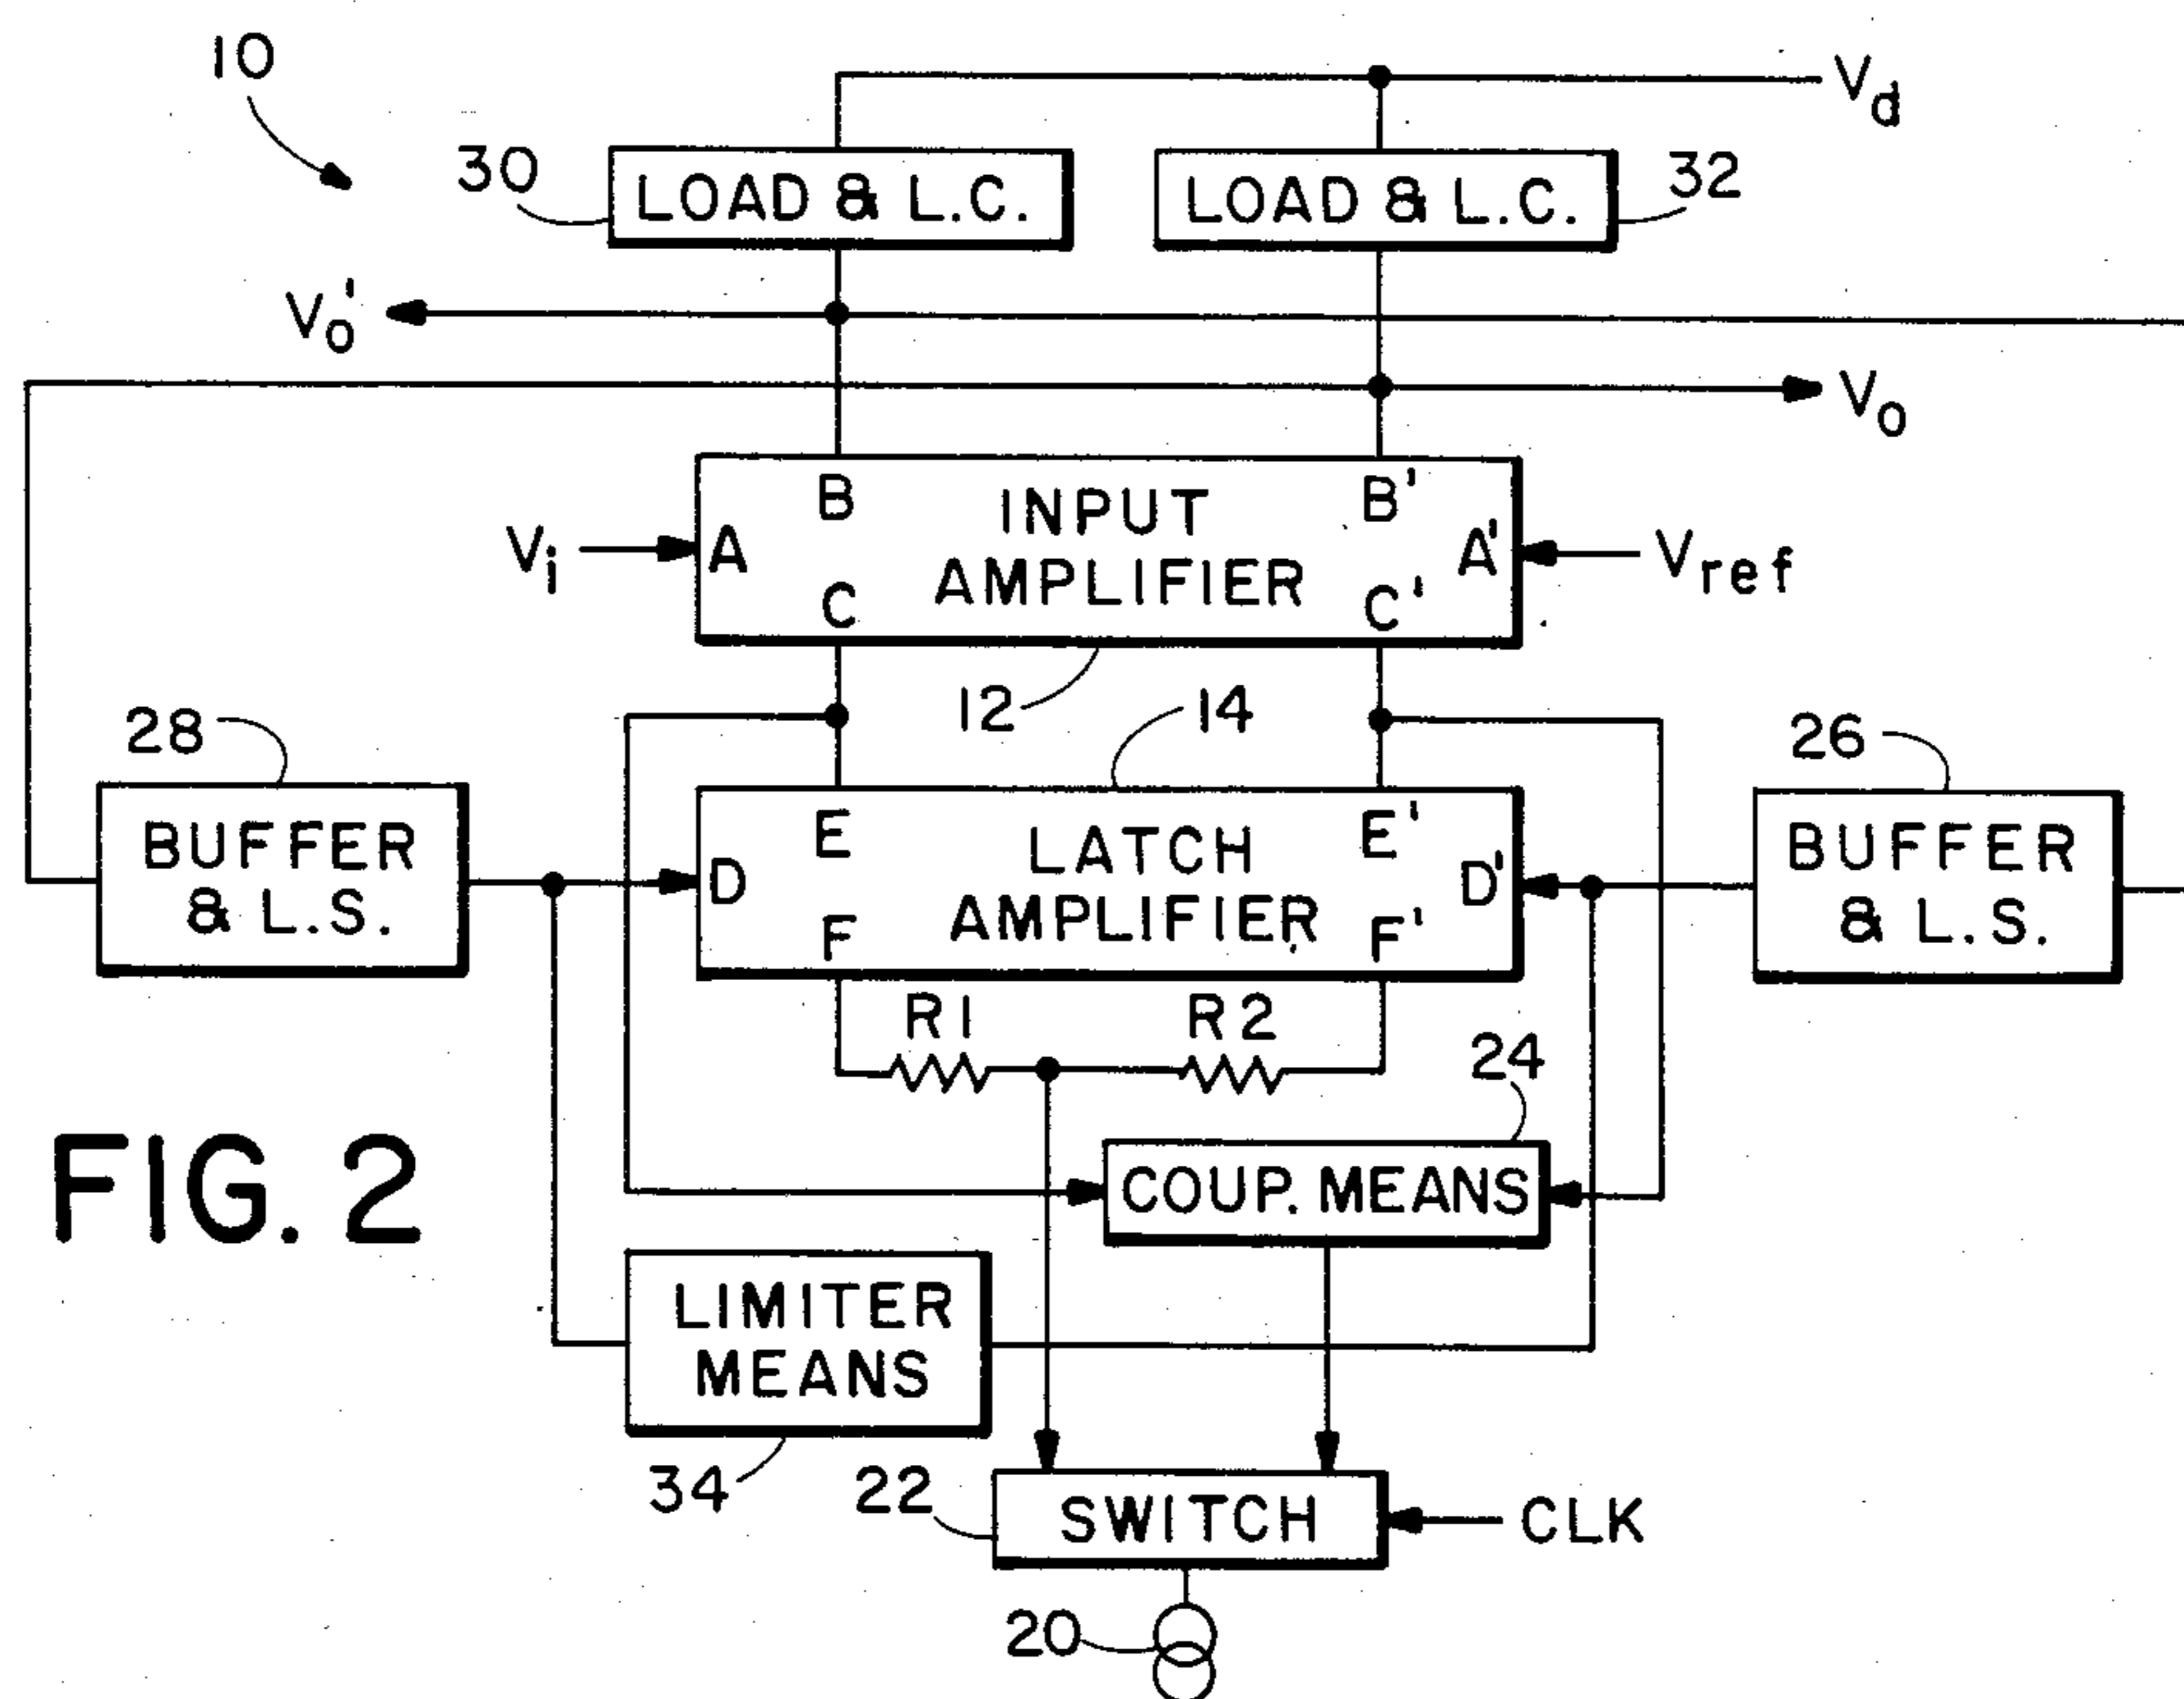 10
Vd
30
LOAD & L.C.
LOAD & L.C.
32
Vo'
Vo
B
INPUT
B'
Vi
A
A'
Vref
C
AMPLIFIER
C'
12
14
28
26
BUFFER
& L.S.
E
LATCH
E'
D
D'
F
AMPLIFIER
F'
BUFFER
& L.S.
R1
R2
24
COUP. MEANS
FIG. 2
LIMITER
MEANS
34
22
SWITCH
CLK
20